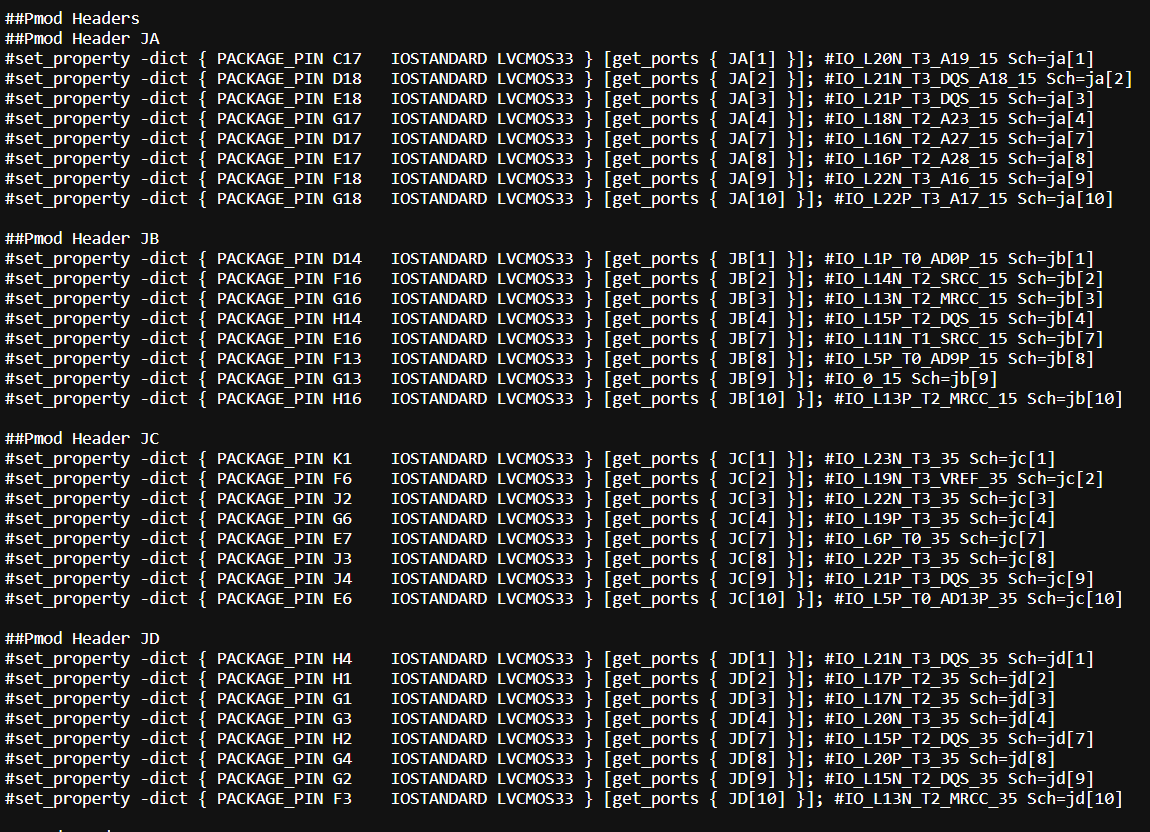 ##Pmod Headers
##Pmod Header JA
#set_property -dict { PACKAGE_PIN C17   IOSTANDARD LVCMOS33 } [get_ports { JA[1] }]; #IO_L20N_T3_A19_15 Sch=ja[1]
#set_property -dict { PACKAGE_PIN D18   IOSTANDARD LVCMOS33 } [get_ports { JA[2] }]; #IO_L21N_T3_DQS_A18_15 Sch=ja[2]
#set_property -dict { PACKAGE_PIN E18   IOSTANDARD LVCMOS33 } [get_ports { JA[3] }]; #IO_L21P_T3_DQS_15 Sch=ja[3]
#set_property -dict { PACKAGE_PIN G17   IOSTANDARD LVCMOS33 } [get_ports { JA[4] }]; #IO_L18N_T2_A23_15 Sch=ja[4]
#set_property -dict { PACKAGE_PIN D17   IOSTANDARD LVCMOS33 } [get_ports { JA[7] }]; #IO_L16N_T2_A27_15 Sch=ja[7]
#set_property -dict { PACKAGE_PIN E17   IOSTANDARD LVCMOS33 } [get_ports { JA[8] }]; #IO_L16P_T2_A28_15 Sch=ja[8]
#set_property -dict { PACKAGE_PIN F18   IOSTANDARD LVCMOS33 } [get_ports { JA[9] }]; #IO_L22N_T3_A16_15 Sch=ja[9]
#set_property -dict { PACKAGE_PIN G18   IOSTANDARD LVCMOS33 } [get_ports { JA[10] }]; #IO_L22P_T3_A17_15 Sch=ja[10]

##Pmod Header JB
#set_property -dict { PACKAGE_PIN D14   IOSTANDARD LVCMOS33 } [get_ports { JB[1] }]; #IO_L1P_T0_AD0P_15 Sch=jb[1]
#set_property -dict { PACKAGE_PIN F16   IOSTANDARD LVCMOS33 } [get_ports { JB[2] }]; #IO_L14N_T2_SRCC_15 Sch=jb[2]
#set_property -dict { PACKAGE_PIN G16   IOSTANDARD LVCMOS33 } [get_ports { JB[3] }]; #IO_L13N_T2_MRCC_15 Sch=jb[3]
#set_property -dict { PACKAGE_PIN H14   IOSTANDARD LVCMOS33 } [get_ports { JB[4] }]; #IO_L15P_T2_DQS_15 Sch=jb[4]
#set_property -dict { PACKAGE_PIN E16   IOSTANDARD LVCMOS33 } [get_ports { JB[7] }]; #IO_L11N_T1_SRCC_15 Sch=jb[7]
#set_property -dict { PACKAGE_PIN F13   IOSTANDARD LVCMOS33 } [get_ports { JB[8] }]; #IO_L5P_T0_AD9P_15 Sch=jb[8]
#set_property -dict { PACKAGE_PIN G13   IOSTANDARD LVCMOS33 } [get_ports { JB[9] }]; #IO_0_15 Sch=jb[9]
#set_property -dict { PACKAGE_PIN H16   IOSTANDARD LVCMOS33 } [get_ports { JB[10] }]; #IO_L13P_T2_MRCC_15 Sch=jb[10]

##Pmod Header JC
#set_property -dict { PACKAGE_PIN K1    IOSTANDARD LVCMOS33 } [get_ports { JC[1] }]; #IO_L23N_T3_35 Sch=jc[1]
#set_property -dict { PACKAGE_PIN F6    IOSTANDARD LVCMOS33 } [get_ports { JC[2] }]; #IO_L19N_T3_VREF_35 Sch=jc[2]
#set_property -dict { PACKAGE_PIN J2    IOSTANDARD LVCMOS33 } [get_ports { JC[3] }]; #IO_L22N_T3_35 Sch=jc[3]
#set_property -dict { PACKAGE_PIN G6    IOSTANDARD LVCMOS33 } [get_ports { JC[4] }]; #IO_L19P_T3_35 Sch=jc[4]
#set_property -dict { PACKAGE_PIN E7    IOSTANDARD LVCMOS33 } [get_ports { JC[7] }]; #IO_L6P_T0_35 Sch=jc[7]
#set_property -dict { PACKAGE_PIN J3    IOSTANDARD LVCMOS33 } [get_ports { JC[8] }]; #IO_L22P_T3_35 Sch=jc[8]
#set_property -dict { PACKAGE_PIN J4    IOSTANDARD LVCMOS33 } [get_ports { JC[9] }]; #IO_L21P_T3_DQS_35 Sch=jc[9]
#set_property -dict { PACKAGE_PIN E6    IOSTANDARD LVCMOS33 } [get_ports { JC[10] }]; #IO_L5P_T0_AD13P_35 Sch=jc[10]

##Pmod Header JD
#set_property -dict { PACKAGE_PIN H4    IOSTANDARD LVCMOS33 } [get_ports { JD[1] }]; #IO_L21N_T3_DQS_35 Sch=jd[1]
#set_property -dict { PACKAGE_PIN H1    IOSTANDARD LVCMOS33 } [get_ports { JD[2] }]; #IO_L17P_T2_35 Sch=jd[2]
#set_property -dict { PACKAGE_PIN G1    IOSTANDARD LVCMOS33 } [get_ports { JD[3] }]; #IO_L17N_T2_35 Sch=jd[3]
#set_property -dict { PACKAGE_PIN G3    IOSTANDARD LVCMOS33 } [get_ports { JD[4] }]; #IO_L20N_T3_35 Sch=jd[4]
#set_property -dict { PACKAGE_PIN H2    IOSTANDARD LVCMOS33 } [get_ports { JD[7] }]; #IO_L15P_T2_DQS_35 Sch=jd[7]
#set_property -dict { PACKAGE_PIN G4    IOSTANDARD LVCMOS33 } [get_ports { JD[8] }]; #IO_L20P_T3_35 Sch=jd[8]
#set_property -dict { PACKAGE_PIN G2    IOSTANDARD LVCMOS33 } [get_ports { JD[9] }]; #IO_L15N_T2_DQS_35 Sch=jd[9]
#set_property -dict { PACKAGE_PIN F3    IOSTANDARD LVCMOS33 } [get_ports { JD[10] }]; #IO_L13N_T2_MRCC_35 Sch=jd[10]